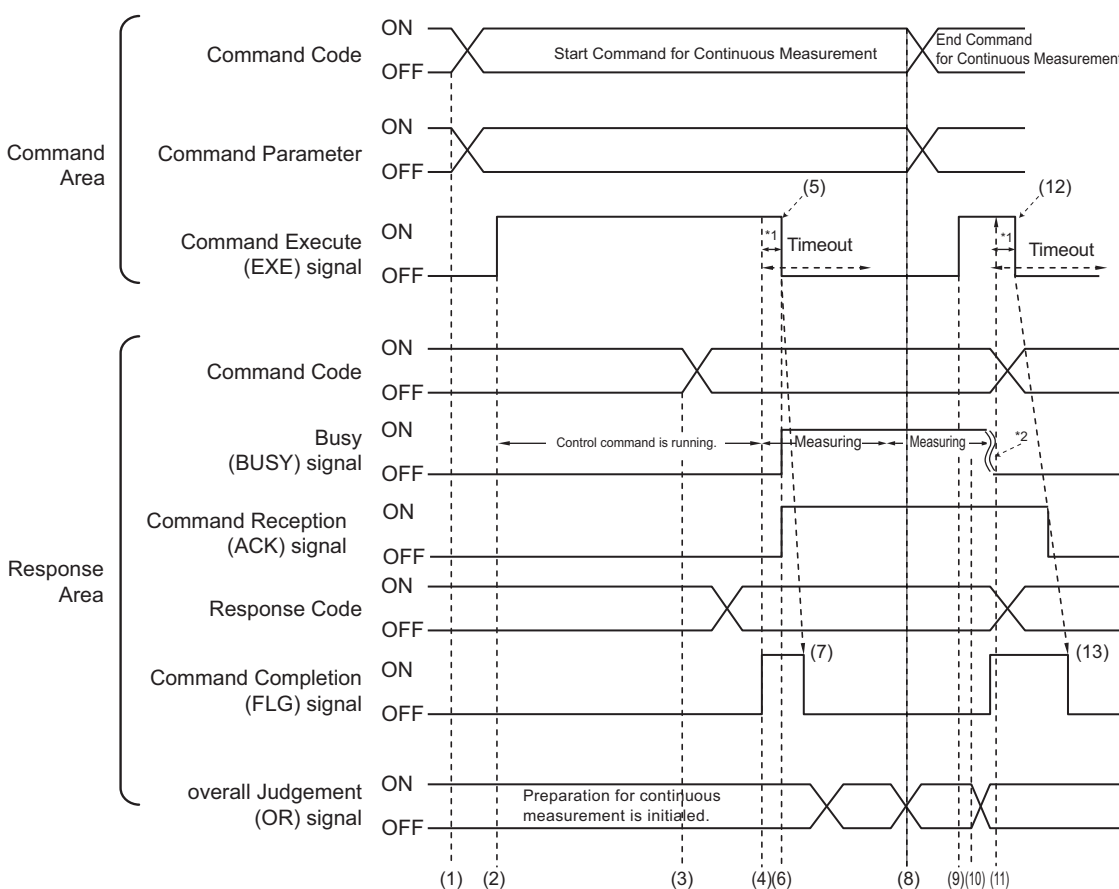 Command
Area
Command Code
ON
OFF
Start Command for Continuous Measurement
End Command
for Continuous Measurement
Command Parameter
ON
OFF
Command Execute
(EXE) signal
ON
OFF
(5)
*1
Timeout
(12)
*1
Timeout
Response
Area
Command Code
ON
OFF
Busy
(BUSY) signal
ON
OFF
Control command is running.
Measuring
Measuring
*2
Command Reception
(ACK) signal
ON
OFF
Response Code
ON
OFF
Command Completion
(FLG) signal
ON
OFF
(7)
(13)
overall Judgement
(OR) signal
ON
OFF
Preparation for continuous
measurement is initialed.
(1) (2) (3) (4) (6) (8) (9) (10) (11)